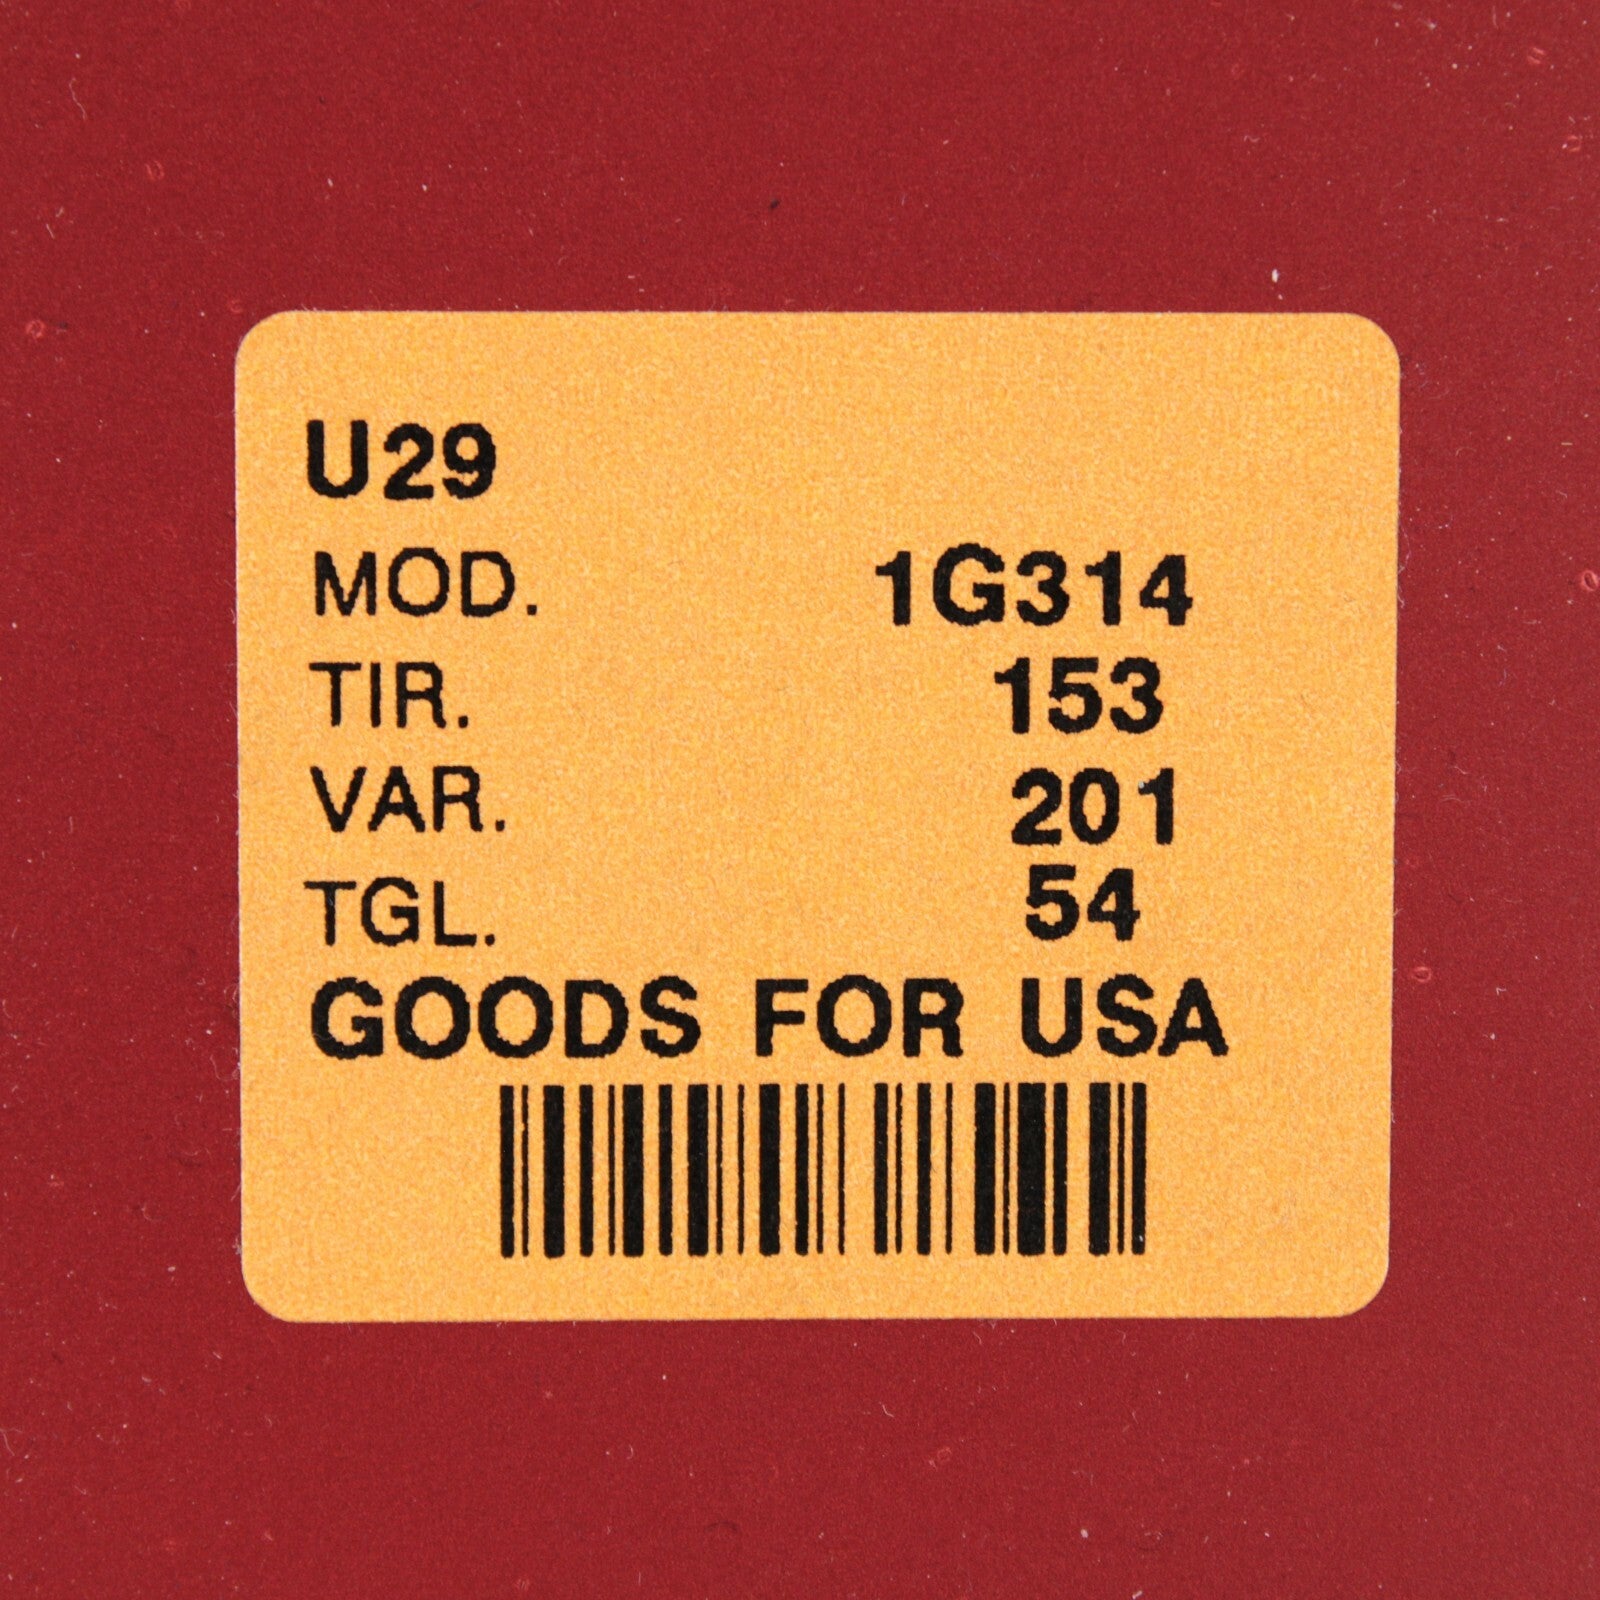 U29
MOD. 1G314
TIR. 153
VAR. 201
TGL. 54
GOODS FOR USA